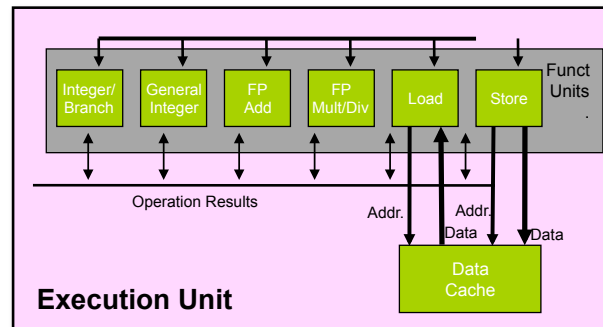 Integer/
Branch
General
Integer
FP
Add
FP
Mult/Div
Load
Store
Funct
Units
.
Operation Results
Addr.
Data
Addr.
Data
Data
Cache
Execution Unit